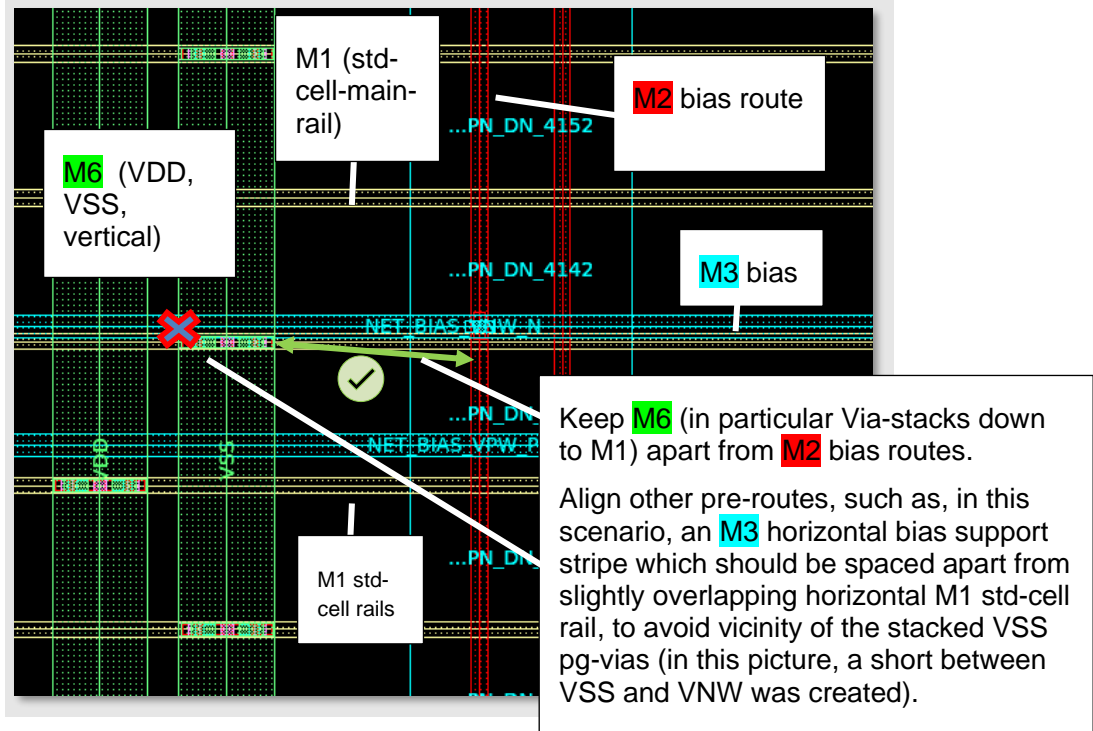 M1 (std-
cell-main-
rail)
M2 bias route
...PN_DN_4152
M6 (VDD,
VSS,
vertical)
...PN_DN_4142
M3 bias
NET_BIAS_VNW_N
...PN_DN_
NET_BIAS_VPW_P
VDD
VSS
Keep M6 (in particular Via-stacks down
to M1) apart from M2 bias routes.
Align other pre-routes, such as, in this
scenario, an M3 horizontal bias support
stripe which should be spaced apart from
slightly overlapping horizontal M1 std-cell
rail, to avoid vicinity of the stacked VSS
pg-vias (in this picture, a short between
VSS and VNW was created).
M1 std-
cell rails
...PN_DN_